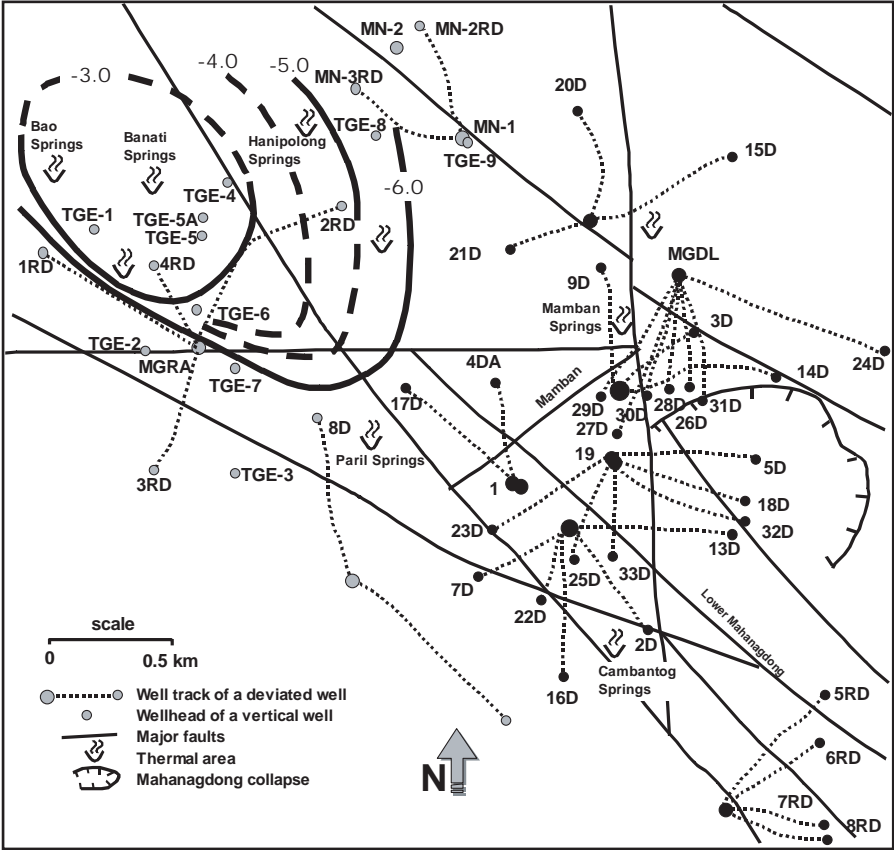 MN-2
MN-2RD
-3.0
-4.0
-5.0
MN-3RD
20D
Bao
Springs
Banati
Springs
Hanipolong
Springs
TGE-8
MN-1
TGE-9
15D
TGE-4
-6.0
TGE-1
TGE-5A
TGE-5
2RD
21D
MGDL
1RD
4RD
9D
Mamban
Springs
3D
TGE-6
TGE-2
MGRA
TGE-7
4DA
24D
14D
17D
Mamban
29D
30D
28D
31D
26D
27D
8D
Paril Springs
19
5D
3RD
TGE-3
1
18D
23D
32D
13D
7D
25D
33D
22D
Lower Mahanagdong
2D
scale
0
0.5 km
16D
Cambantog
Springs
Well track of a deviated well
Wellhead of a vertical well
Major faults
Thermal area
Mahanagdong collapse
N
5RD
6RD
7RD
8RD